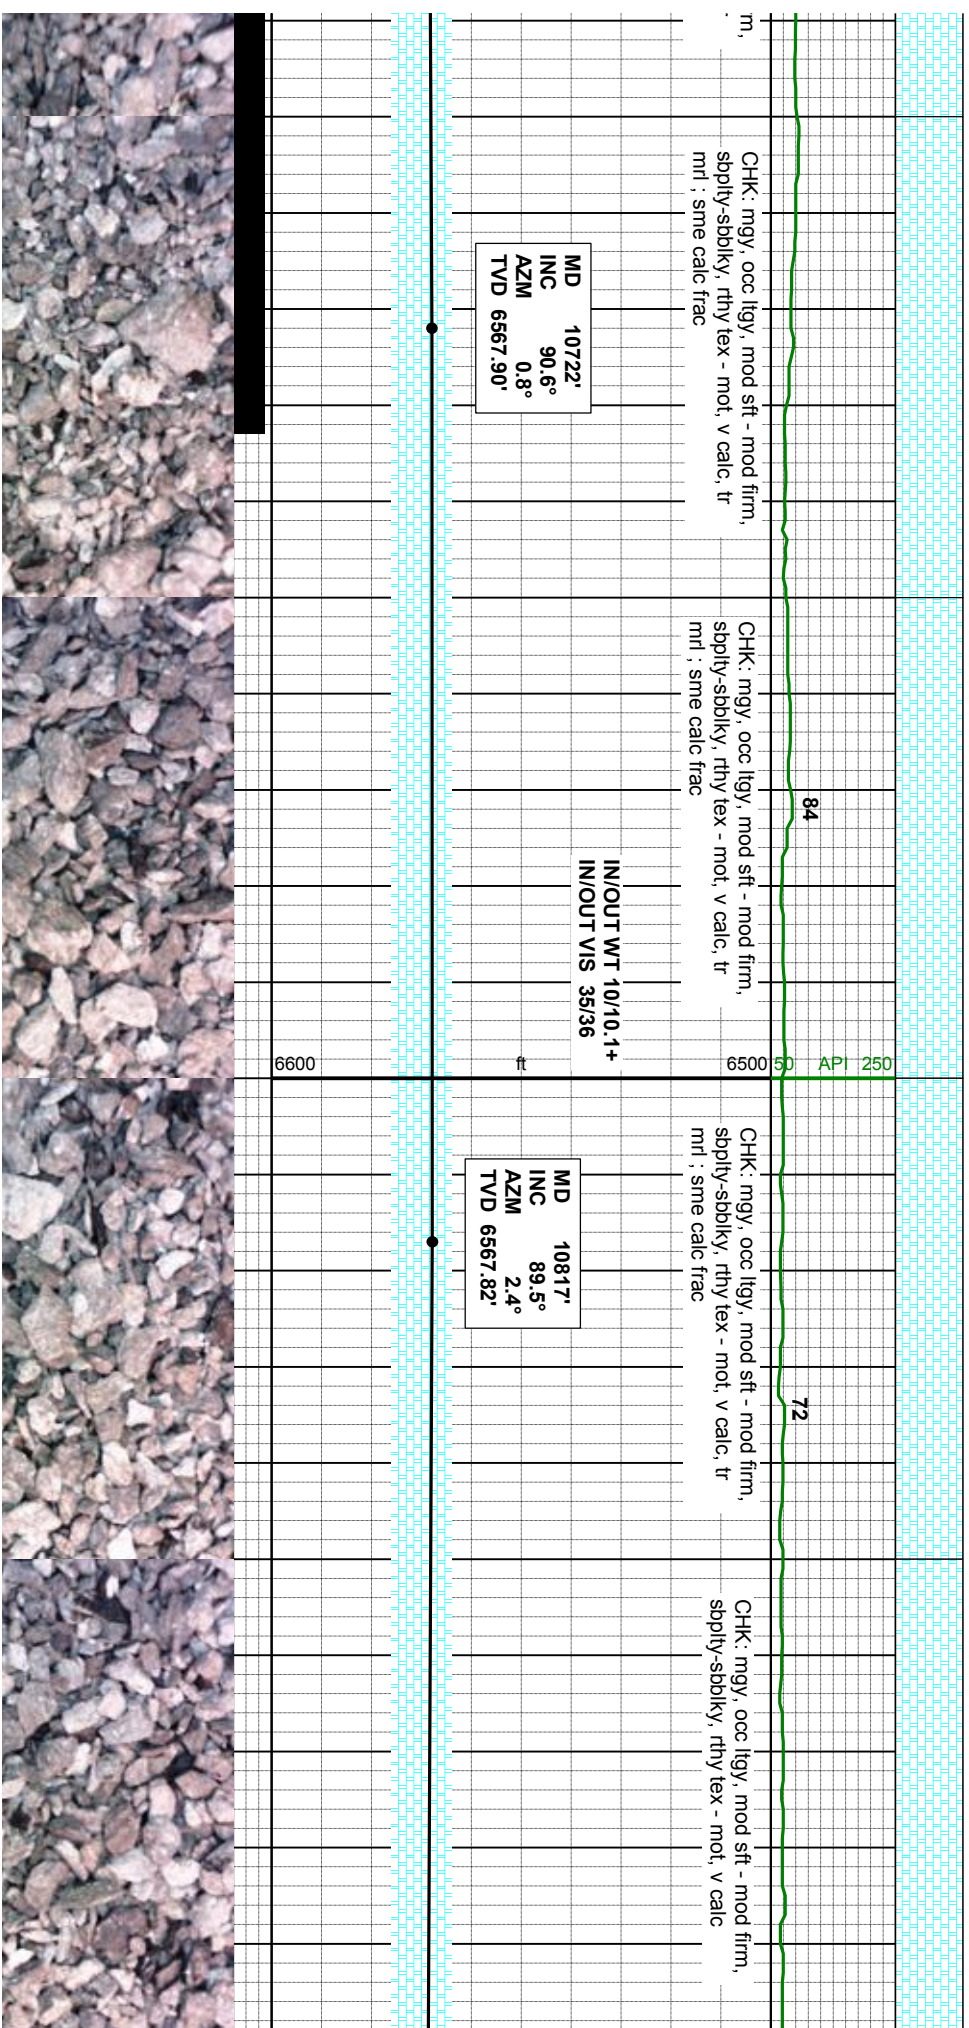 m,
CHK: mgy, occ ltgy, mod sft - mod firm,
sbplty-sbblky, rthy tex - mot, v calc, tr
mrl ; sme calc frac
MD 10722'
INC 90.6°
AZM 0.8°
TVD 6567.90'
CHK: mgy, occ ltgy, mod sft - mod firm,
sbplty-sbblky, rthy tex - mot, v calc, tr
mrl ; sme calc frac
84
IN/OUT WT 10/10.1+
IN/OUT VIS 35/36
6600 ft 6500 50 API 250
CHK: mgy, occ ltgy, mod sft - mod firm,
sbplty-sbblky, rthy tex - mot, v calc, tr
mrl ; sme calc frac
MD 10817'
INC 89.5°
AZM 2.4°
TVD 6567.82'
72
CHK: mgy, occ ltgy, mod sft - mod firm,
sbplty-sbblky, rthy tex - mot, v calc